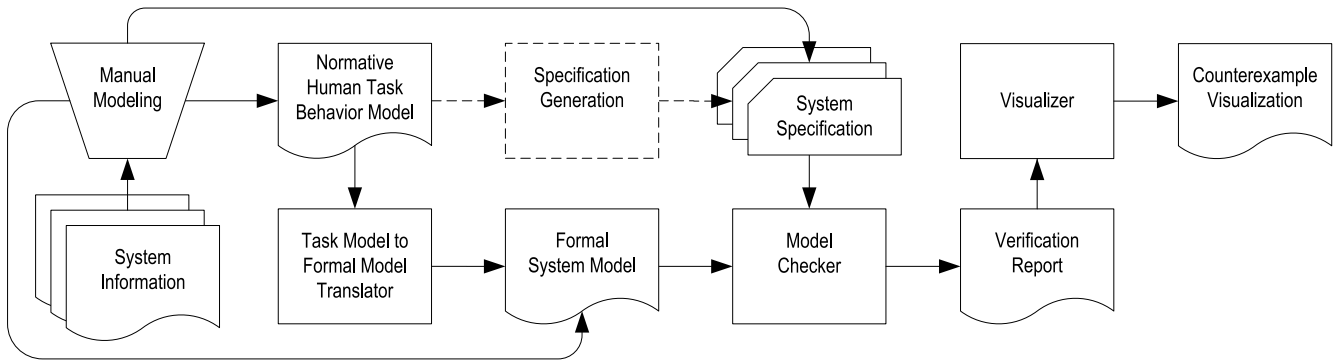 Manual
Modeling
Normative
Human Task
Behavior Model
Specification
Generation
System
Specification
Visualizer
Counterexample
Visualization
System
Information
Task Model to
Formal Model
Translator
Formal
System Model
Model
Checker
Verification
Report